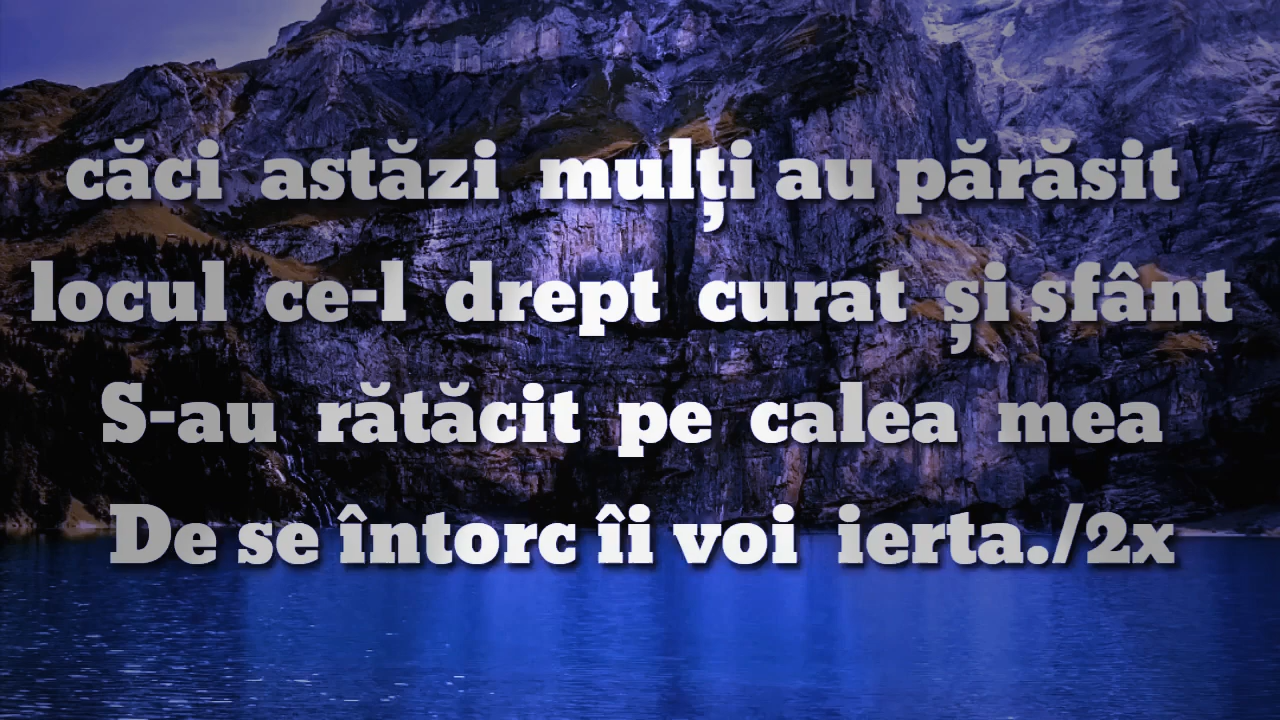 căci astăzi mulți au părăsit
locul ce-l drept curat și sfânt
S-au rătăcit pe calea mea
De se întorc îi voi ierta./2x